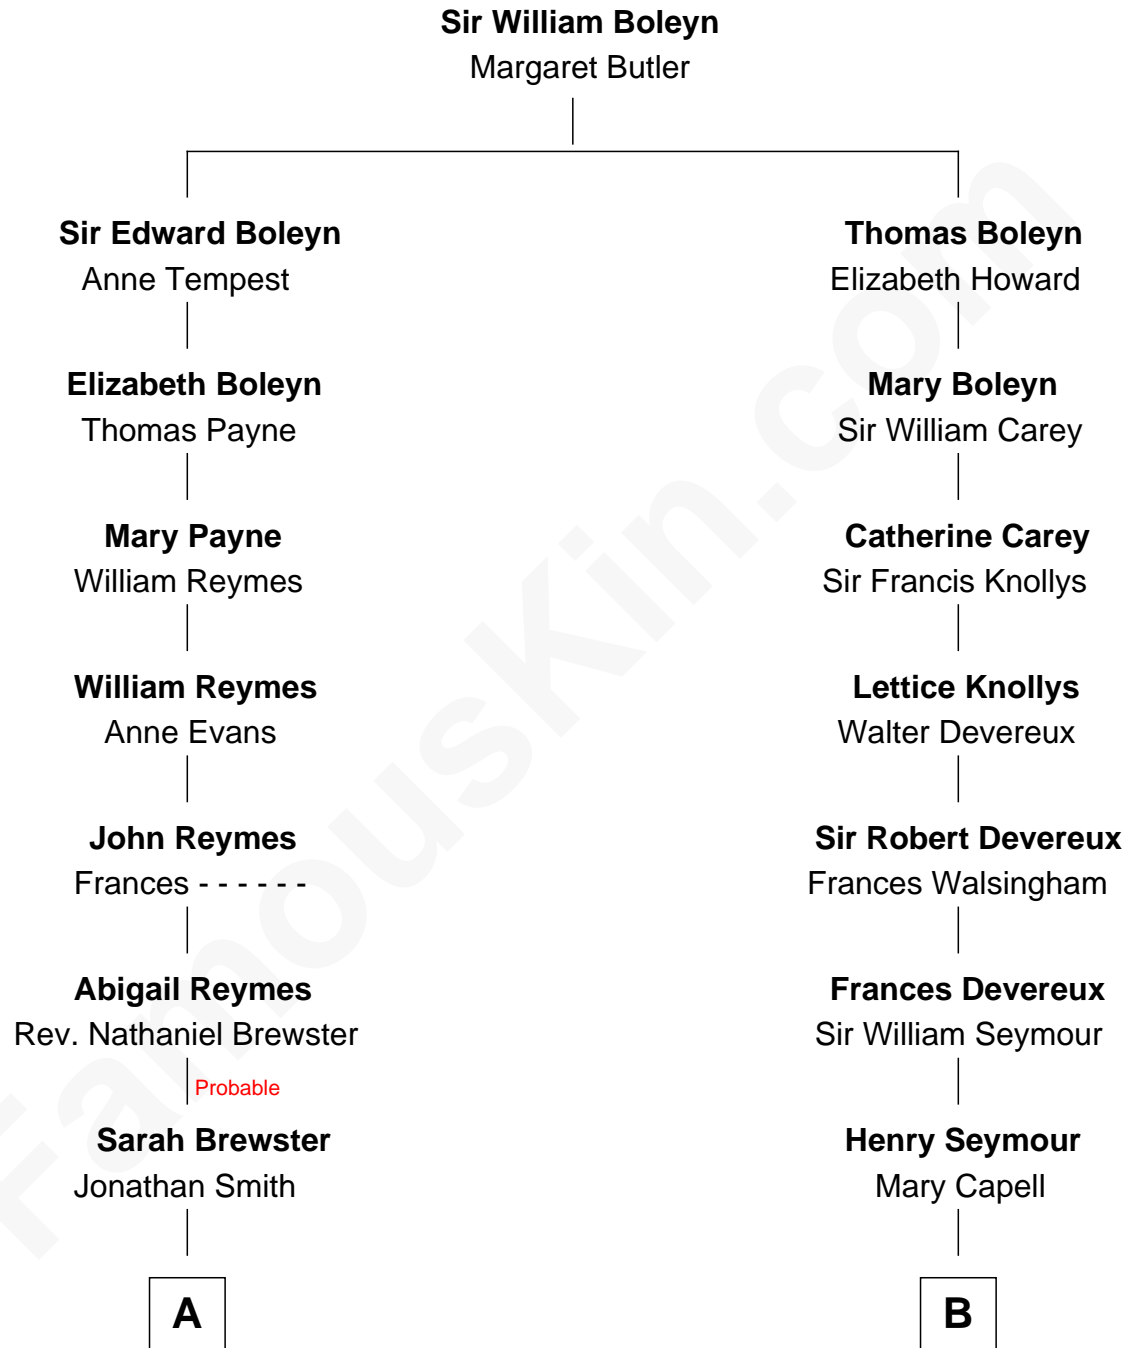 Sir William Boleyn
Margaret Butler
Sir Edward Boleyn
Anne Tempest
Thomas Boleyn
Elizabeth Howard
Elizabeth Boleyn
Thomas Payne
Mary Boleyn
Sir William Carey
Mary Payne
William Reymes
Catherine Carey
Sir Francis Knollys
William Reymes
Anne Evans
Lettice Knollys
Walter Devereux
John Reymes
Frances - - - - - -
Sir Robert Devereux
Frances Walsingham
Abigail Reymes
Rev. Nathaniel Brewster
Frances Devereux
Sir William Seymour
Probable
Sarah Brewster
Jonathan Smith
Henry Seymour
Mary Capell
A
B
FamousKin.com